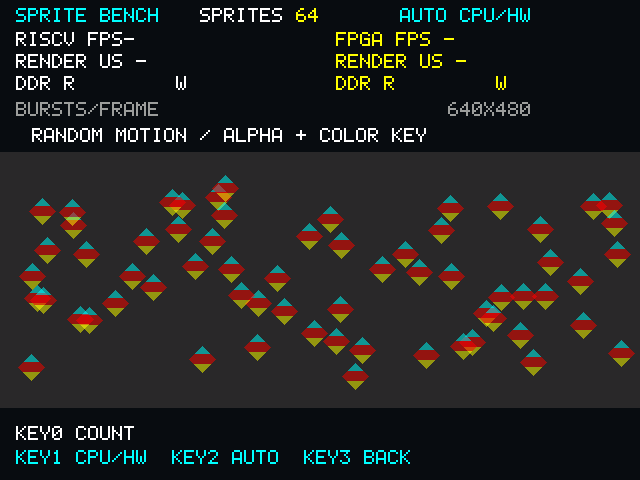 SPRITE BENCH SPRITES 64 AUTO CPU/HW
RISCV FPS- FPGA FPS -
RENDER US - RENDER US -
DDR R W DDR R W
BURSTS/FRAME 640X480
RANDOM MOTION / ALPHA + COLOR KEY
KEY0 COUNT
KEY1 CPU/HW KEY2 AUTO KEY3 BACK